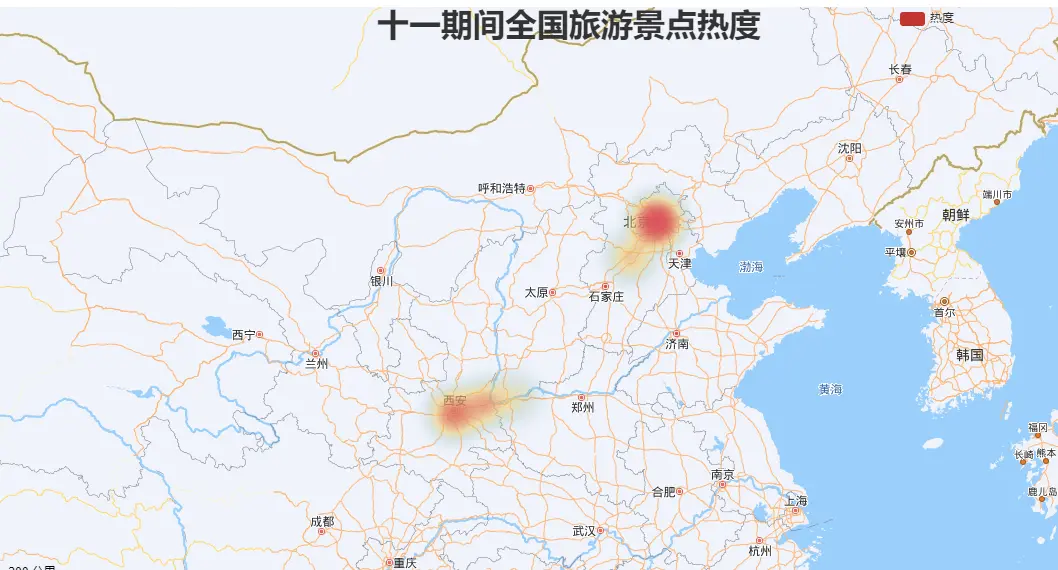 十一期间全国旅游景点热度
热度
长春
沈阳
呼和浩特
端川市
朝鲜
安州市
北京
平壤
天津
渤海
银川
太原
石家庄
首尔
西宁
济南
兰州
韩国
黄海
西安
郑州
福冈
长崎
熊本
南京
合肥
鹿儿岛
上海
成都
武汉
杭州
重庆